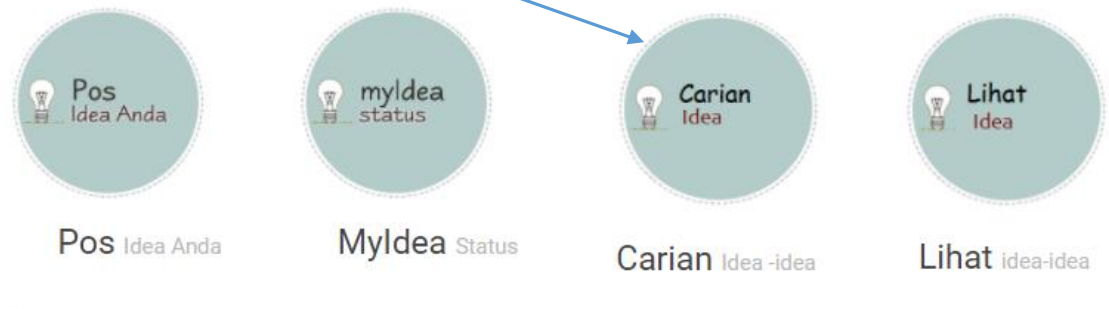 Pos
Idea Anda
myIdea
status
Carian
Idea
Lihat
Idea
Pos Idea Anda
MyIdea Status
Carian Idea -idea
Lihat idea-idea